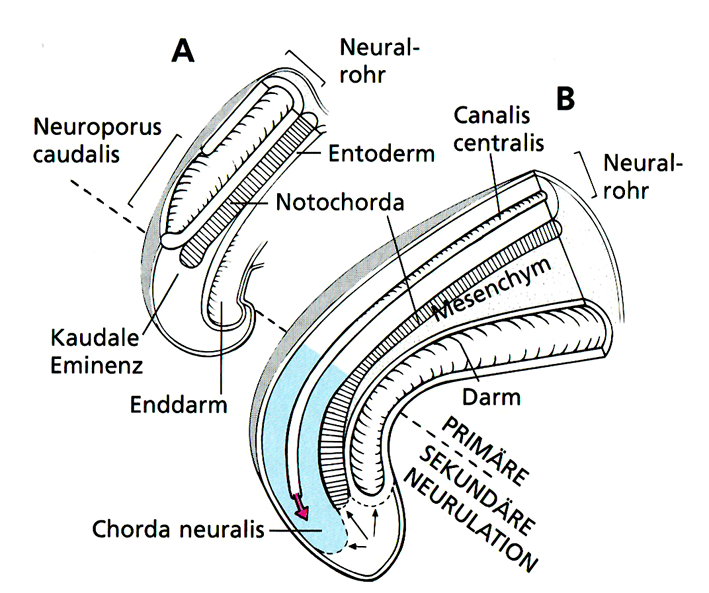 A
Neural-
rohr
Neuroporus
caudalis
Entoderm
Notochorda
Kaudale
Eminenz
Enddarm
B
Canalis
centralis
Neural-
rohr
Mesenchym
Darm
PRIMÄRE
SEKUNDÄRE
NEURULATION
Chorda neuralis